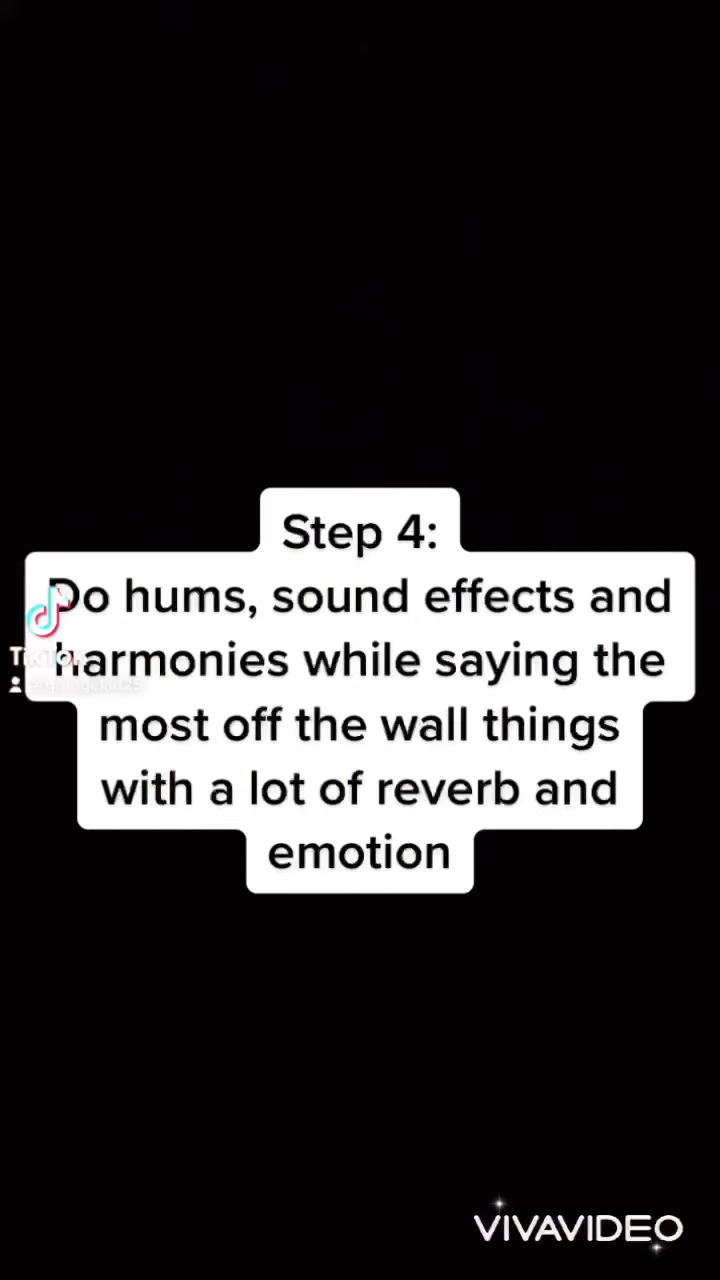 Step 4:
Do hums, sound effects and
harmonies while saying the
most off the wall things
with a lot of reverb and
emotion
TikTok
VIVAVIDEO